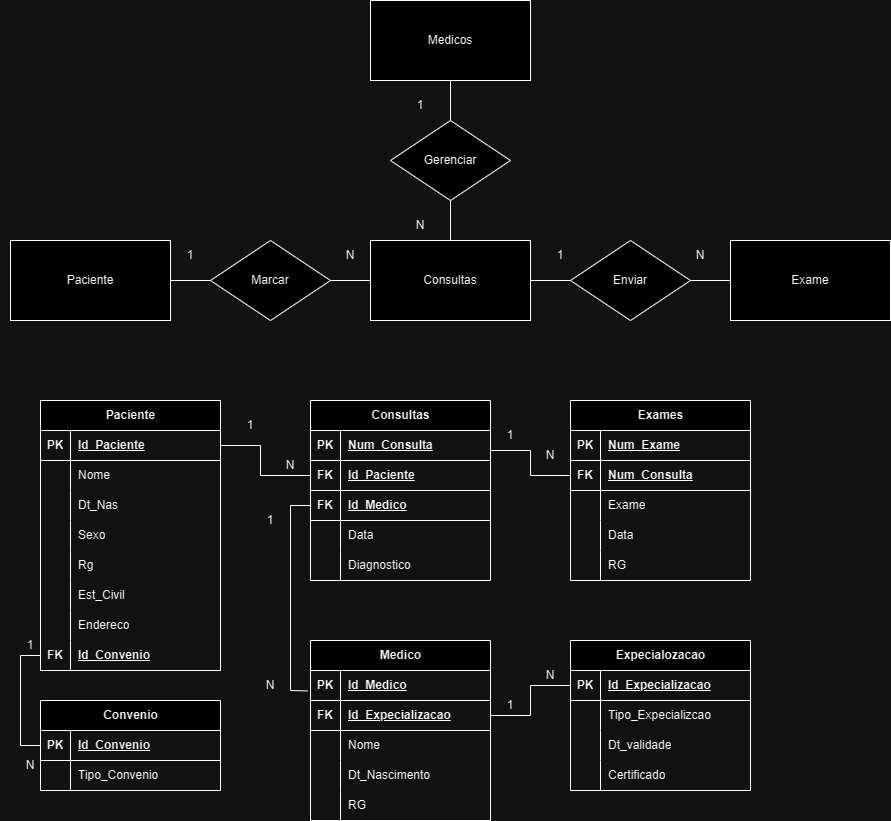 Medicos
1
Gerenciar
N
Paciente
1
Marcar
N
Consultas
1
Enviar
N
Exame
Paciente
PK Id_Paciente
Nome
Dt_Nas
Sexo
Rg
Est_Civil
Endereco
FK Id_Convenio
1
N
Consultas
PK Num_Consulta
FK Id_Paciente
FK Id_Medico
Data
Diagnostico
1
N
Exames
PK Num_Exame
FK Num_Consulta
Exame
Data
RG
1
N
Convenio
PK Id_Convenio
Tipo_Convenio
1
N
Medico
PK Id_Medico
FK Id_Expecializacao
Nome
Dt_Nascimento
RG
1
N
Expecialozacao
PK Id_Expecializacao
Tipo_Expecializcao
Dt_validade
Certificado